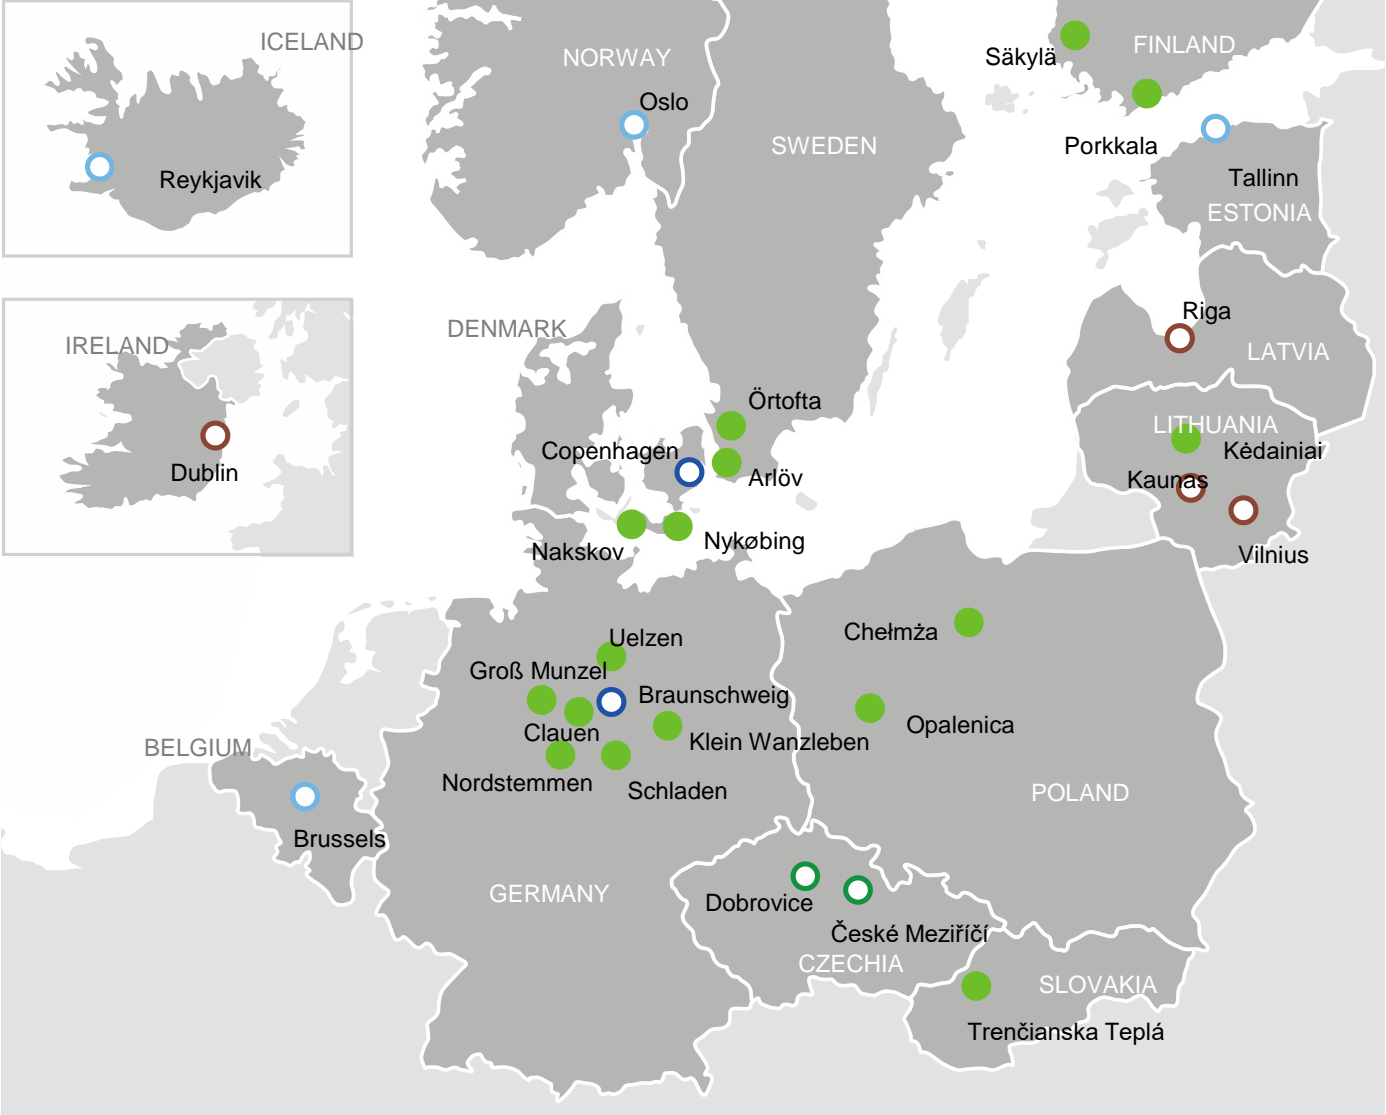 ICELAND
NORWAY
FINLAND
Säkylä
Oslo
SWEDEN
Porkkala
Reykjavik
Tallinn
ESTONIA
Riga
DENMARK
IRELAND
LATVIA
Örtofta
LITHUANIA
Copenhagen
Kėdainiai
Dublin
Arlöv
Kaunas
Nakskov
Nykøbing
Vilnius
Chełmża
Uelzen
Groß Munzel
Braunschweig
Opalenica
Clauen
Klein Wanzleben
BELGIUM
Nordstemmen
Schladen
POLAND
Brussels
GERMANY
Dobrovice
České Meziříčí
CZECHIA
SLOVAKIA
Trenčianska Teplá